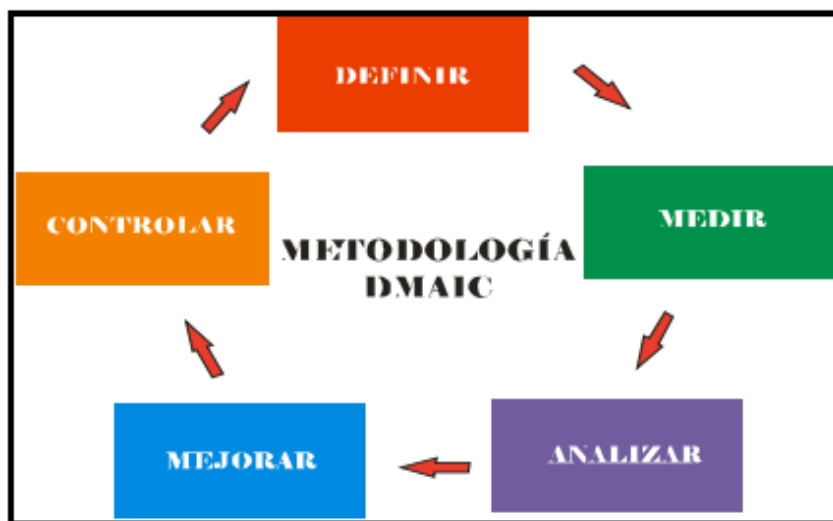 DEFINIR
MEDIR
CONTROLAR
METODOLOGÍA
DMAIC
ANALIZAR
MEJORAR